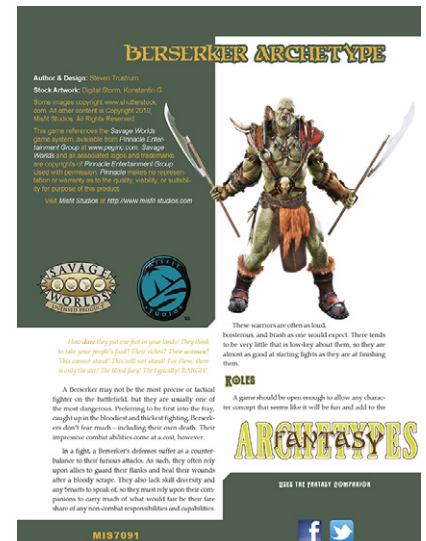 BERSERKER ARCHETYPE
Author & Design: Steven Trustrum
Stock Artwork: Digital Storm, Konstantin G
Some images copyright www.shutterstock.
com. All other content is Copyright 2019,
Misfit Studios. All Rights Reserved
This game references the Savage Worlds
game system, available from Pinnacle Enter-
tainment Group at www.peginc.com. Savage
Worlds and all associated logos and trademarks
are copyrights of Pinnacle Entertainment Group.
Used with permission. Pinnacle makes no represen-
tation or warranty as to the quality, viability, or suitabil-
ity for purpose of this product.
Visit Misfit Studios at http://www.misfit-studios.com
SAVAGE
WORLDS
LICENSED PRODUCT
MISFIT
STUDIOS
How dare they put one foot in your lands! They think
to take your people's food? Their riches? Their women?
This cannot stand! This will not stand! For them, there
is only the axe! The blood fury! The typically! RARGH!
A Berserker may not be the most precise or tactical
fighter on the battlefield, but they are usually one of
the most dangerous. Preferring to be first into the fray,
caught up in the bloodiest and thickest fighting, Berserk-
ers don't fear much—including their own death. Their
impressive combat abilities come at a cost, however.
In a fight, a Berserker's defenses suffer as a counter-
balance to their furious attacks. As such, they often rely
upon allies to guard their flanks and heal their wounds
after a bloody scrape. They also lack skill diversity and
any Smarts to speak of, so they must rely upon their com-
panions to carry much of what would fair be their fare
share of any non-combat responsibilities and capabilities.
These warriors are often as loud,
boisterous, and brash as one would expect. There tends
to be very little that is low-key about them, so they are
almost as good at starting fights as they are at finishing
them.
ROLES
A game should be open enough to allow any charac-
ter concept that seems like it will be fun and add to the
FANTASY
ARCHETYPES
USES THE FANTASY COMPANION
MIS7091